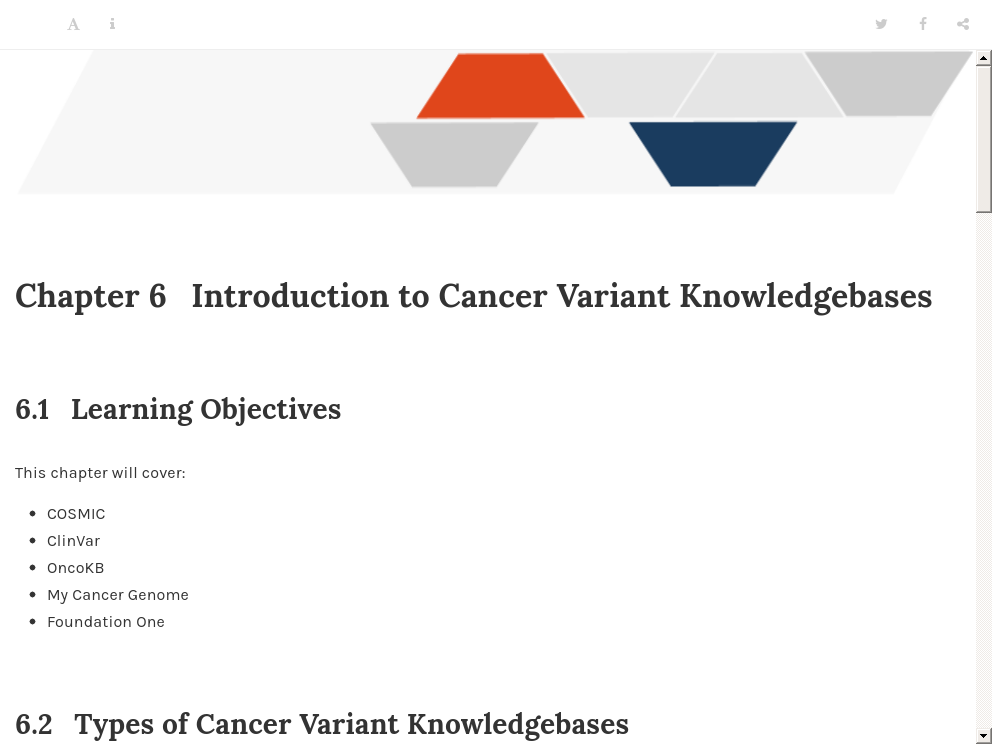 Chapter 6 Introduction to Cancer Variant Knowledgebases
6.1 Learning Objectives
This chapter will cover:
COSMIC
ClinVar
OncoKB
My Cancer Genome
Foundation One
6.2 Types of Cancer Variant Knowledgebases